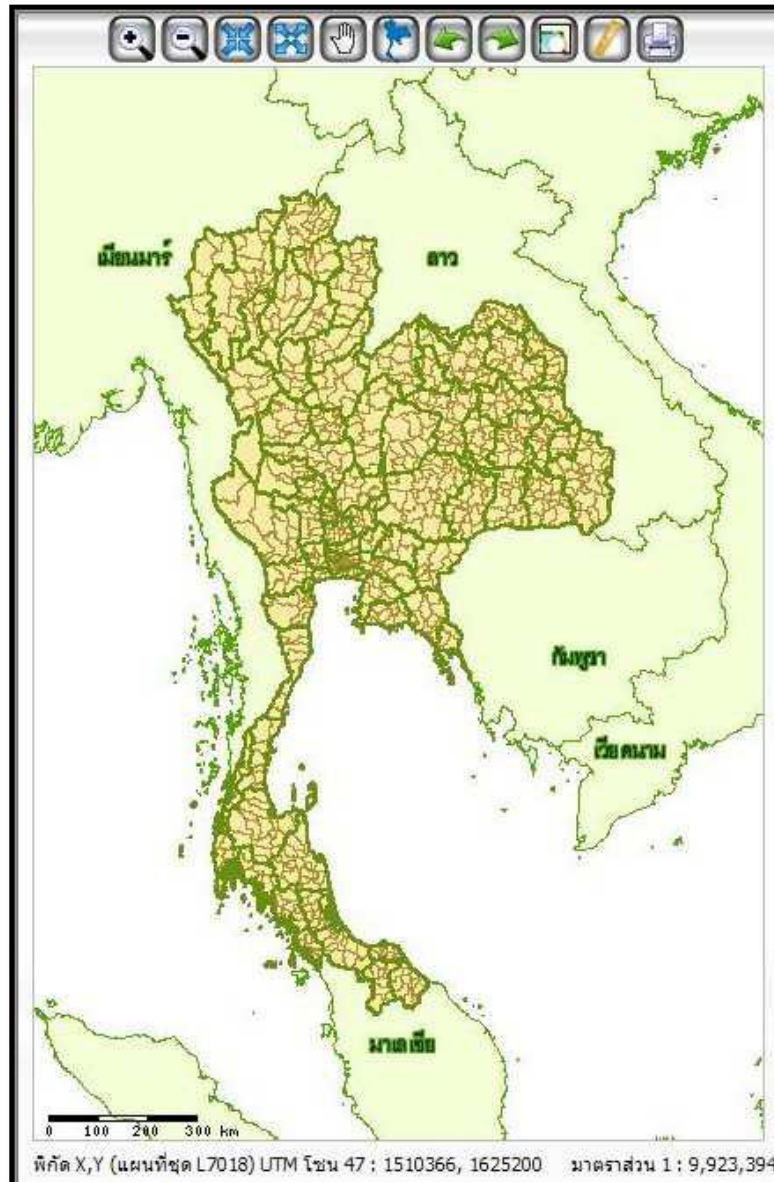 เมียนมาร์
ลาว
กัมพูชา
เวียดนาม
มาเลเซีย
0 100 200 300 km
พิกัด X,Y (แผนที่ชุด L7018) UTM โซน 47 : 1510366, 1625200 มาตราส่วน 1 : 9,923,394